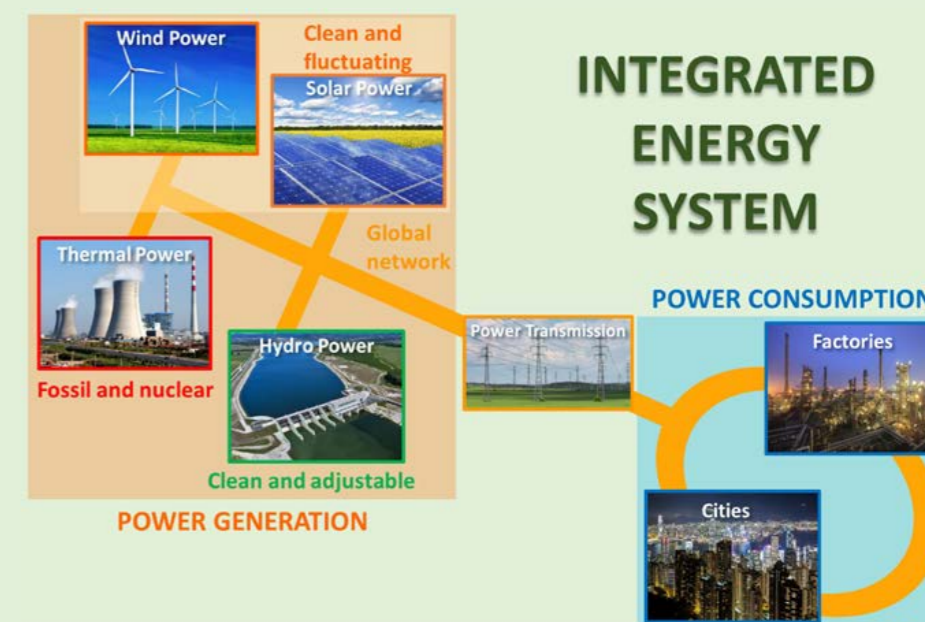 Wind Power
Clean and
fluctuating
Solar Power
INTEGRATED
ENERGY
SYSTEM
Thermal Power
Global
network
Fossil and nuclear
Hydro Power
Clean and adjustable
POWER GENERATION
Power Transmission
POWER CONSUMPTION
Factories
Cities